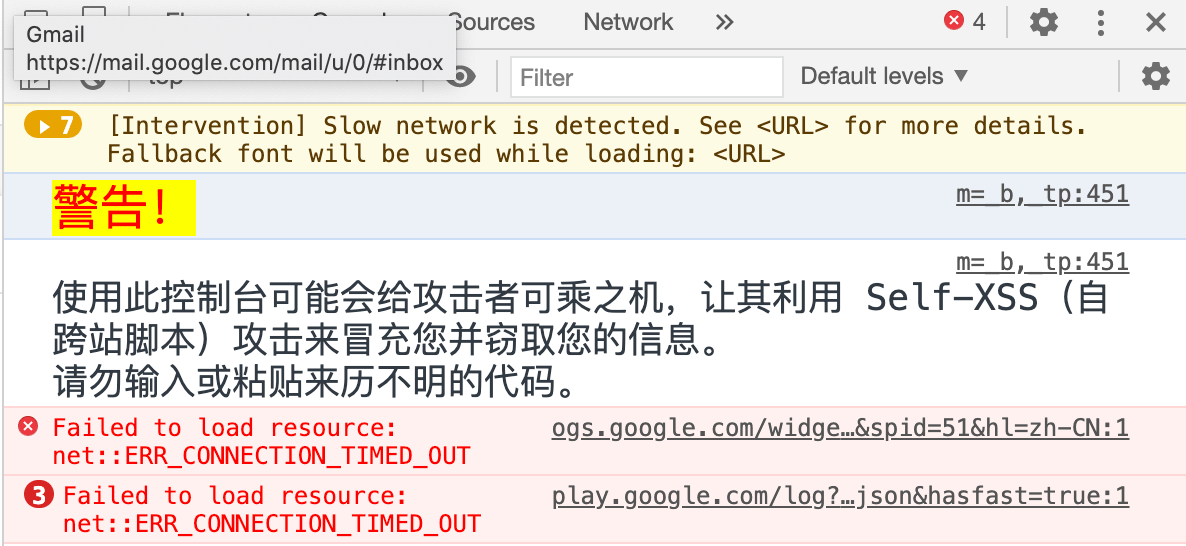 Sources
Network
4
Gmail
https://mail.google.com/mail/u/0/#inbox
Filter
Default levels ▼
7
[Intervention] Slow network is detected. See <URL> for more details.
Fallback font will be used while loading: <URL>
警告!
m=_b,_tp:451
m=_b,_tp:451
使用此控制台可能会给攻击者可乘之机，让其利用 Self-XSS（自
跨站脚本）攻击来冒充您并窃取您的信息。
请勿输入或粘贴来历不明的代码。
Failed to load resource: ogs.google.com/widge…&spid=51&hl=zh-CN:1
net::ERR_CONNECTION_TIMED_OUT
3 Failed to load resource: play.google.com/log?…json&hasfast=true:1
net::ERR_CONNECTION_TIMED_OUT